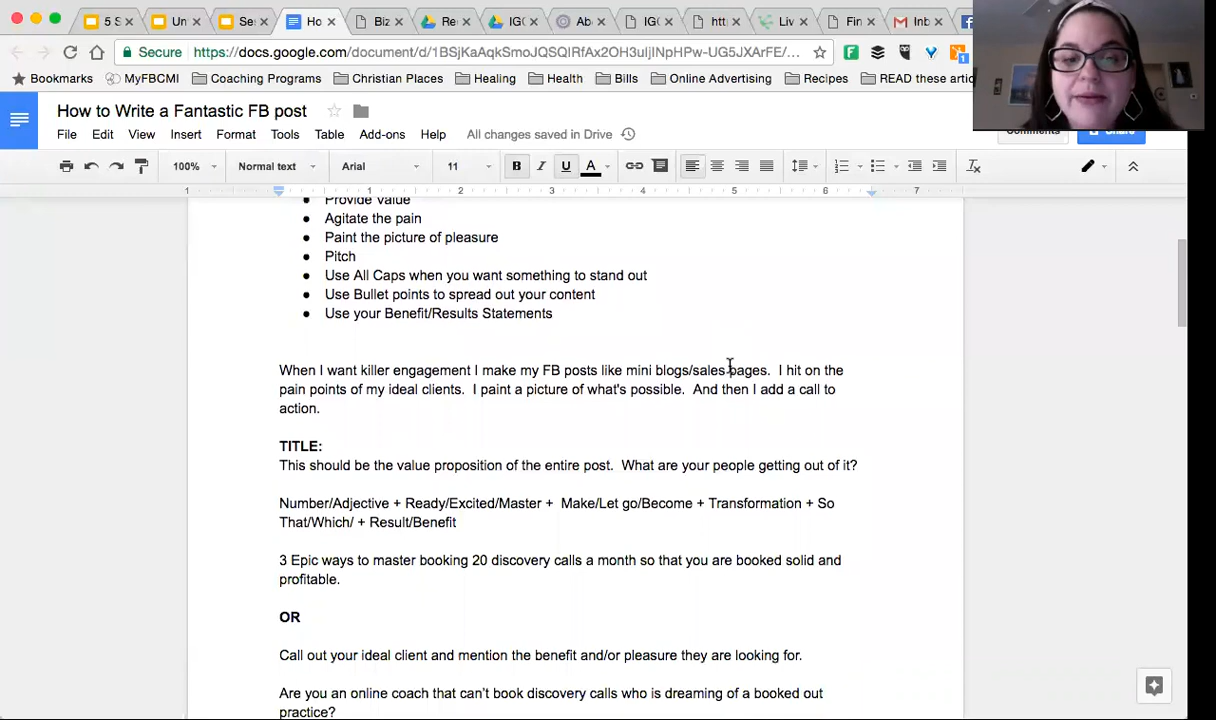 5 S
Un
Se
Ho
Biz
Re
IGC
Ab
IG
htt
Liv
Fin
Inb
Secure
https://docs.google.com/document/d/1BSjKaAqkSmoJQSQIRfAx2OH3uIjlNpHPw-UG5JXArFE/...
Bookmarks
MyFBCMI
Coaching Programs
Christian Places
Healing
Health
Bills
Online Advertising
Recipes
READ these artic
How to Write a Fantastic FB post
File Edit View Insert Format Tools Table Add-ons Help All changes saved in Drive
Comments
Share
100% Normal text Arial 11 B I U A
1 1 2 3 4 5 6 7
● Provide Value
● Agitate the pain
● Paint the picture of pleasure
● Pitch
● Use All Caps when you want something to stand out
● Use Bullet points to spread out your content
● Use your Benefit/Results Statements
When I want killer engagement I make my FB posts like mini blogs/sales pages. I hit on the
pain points of my ideal clients. I paint a picture of what's possible. And then I add a call to
action.
TITLE:
This should be the value proposition of the entire post. What are your people getting out of it?
Number/Adjective + Ready/Excited/Master + Make/Let go/Become + Transformation + So
That/Which/ + Result/Benefit
3 Epic ways to master booking 20 discovery calls a month so that you are booked solid and
profitable.
OR
Call out your ideal client and mention the benefit and/or pleasure they are looking for.
Are you an online coach that can't book discovery calls who is dreaming of a booked out
practice?